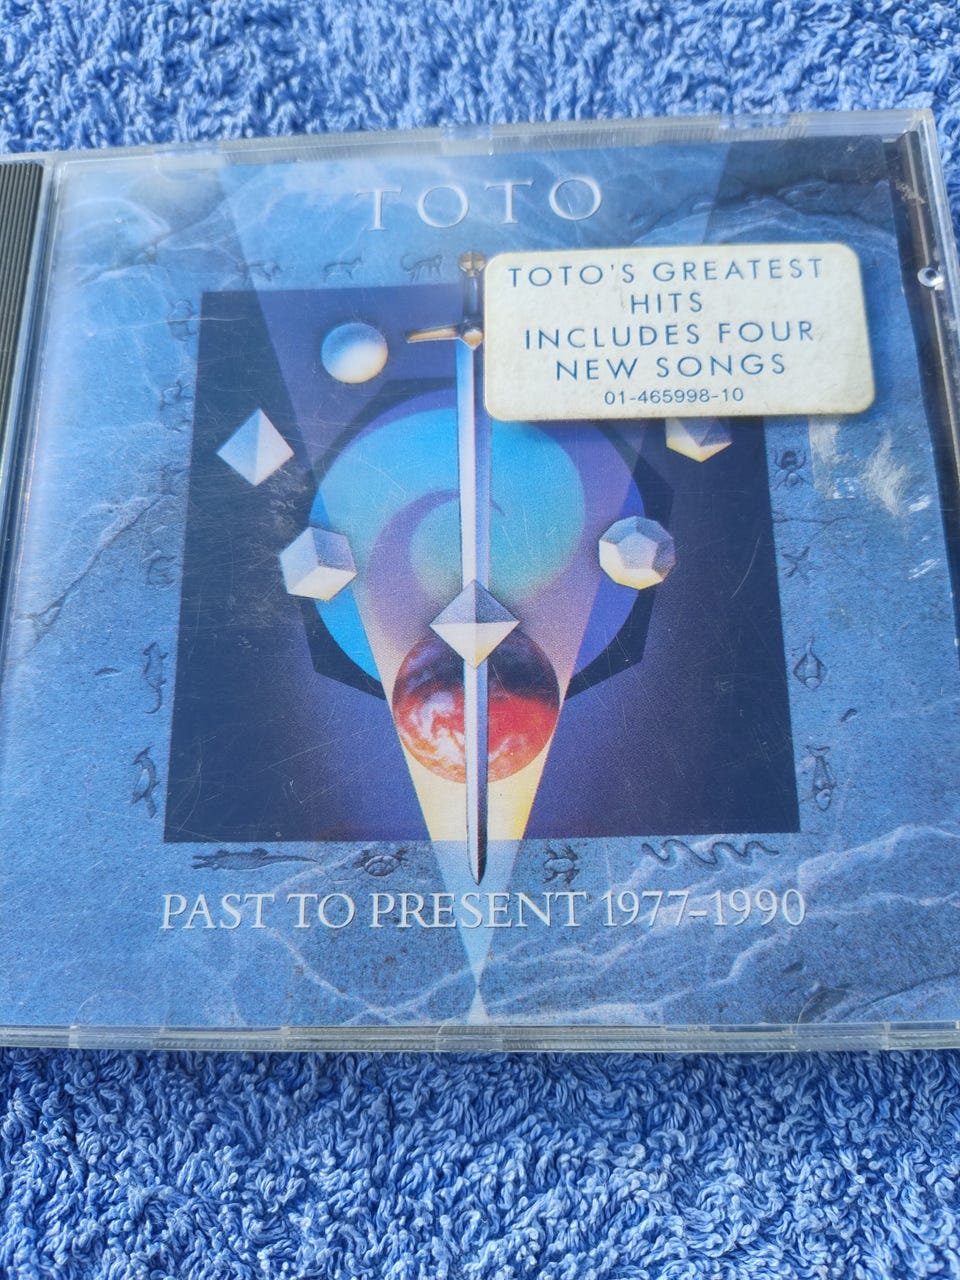 TOTO
TOTO'S GREATEST
HITS
INCLUDES FOUR
NEW SONGS
01-465998-10
PAST TO PRESENT 1977-1990